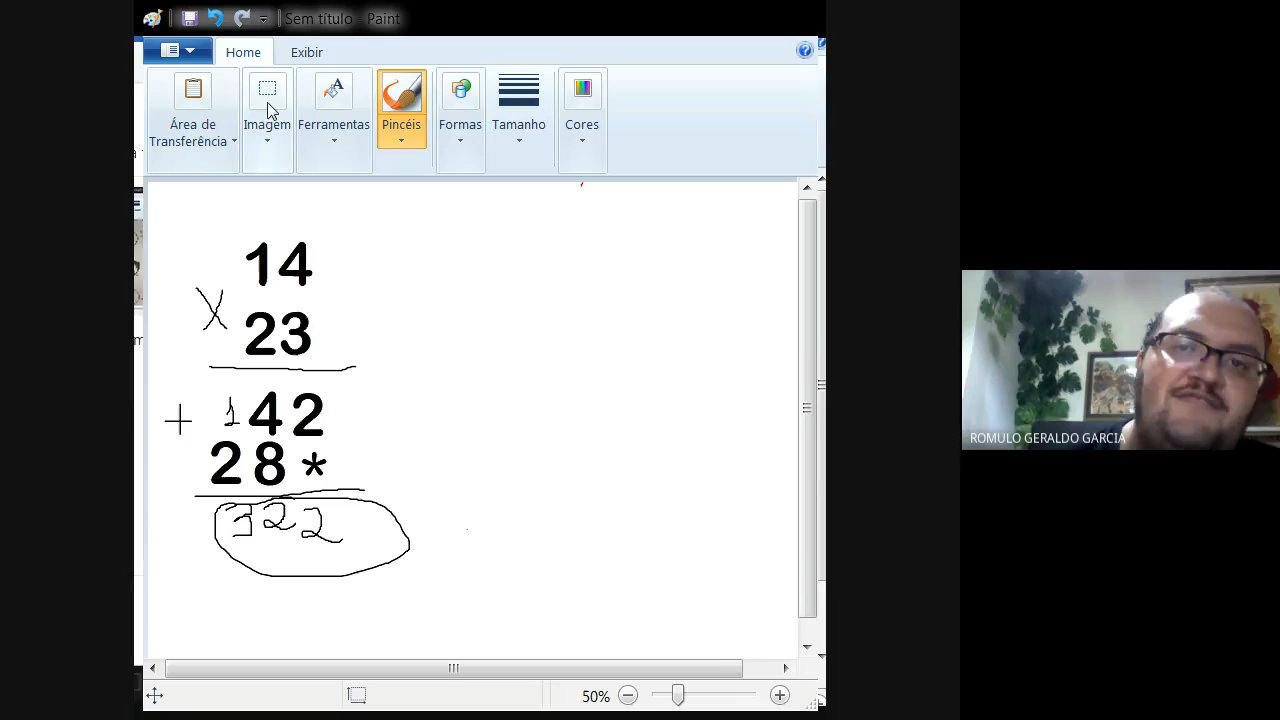 Sem título - Paint
Home Exibir
Área de Transferência Imagem Ferramentas Pincéis Formas Tamanho Cores
14
X 23
+ 142
28*
322
ROMULO GERALDO GARCIA
50%